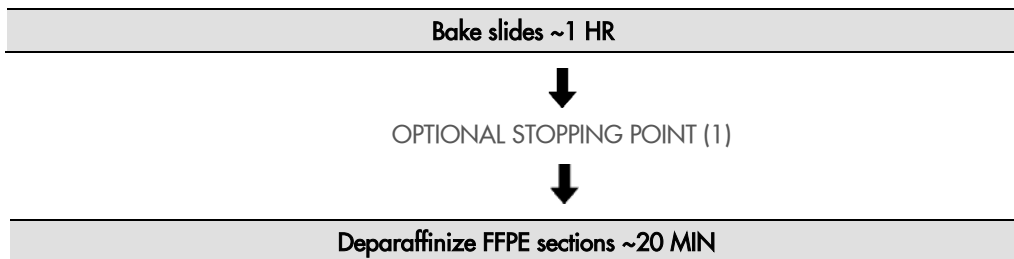 Bake slides ~1 HR
OPTIONAL STOPPING POINT (1)
Deparaffinize FFPE sections ~20 MIN